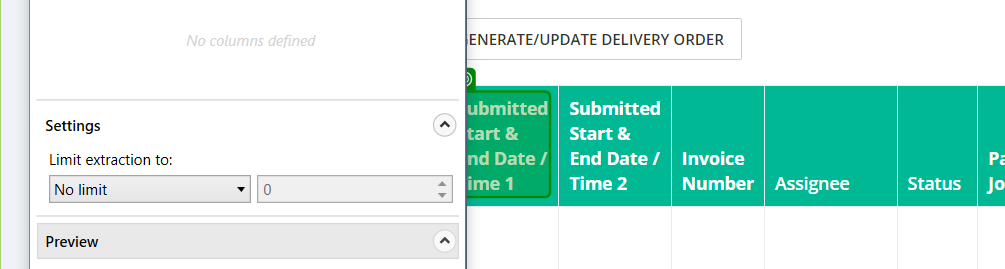 No columns defined
Settings
Limit extraction to:
No limit
0
Preview
ENERATE/UPDATE DELIVERY ORDER
ubmitted
tart &
nd Date /
ime 1
Submitted
Start &
End Date /
Time 2
Invoice
Number
Assignee
Status
Pa
Jo